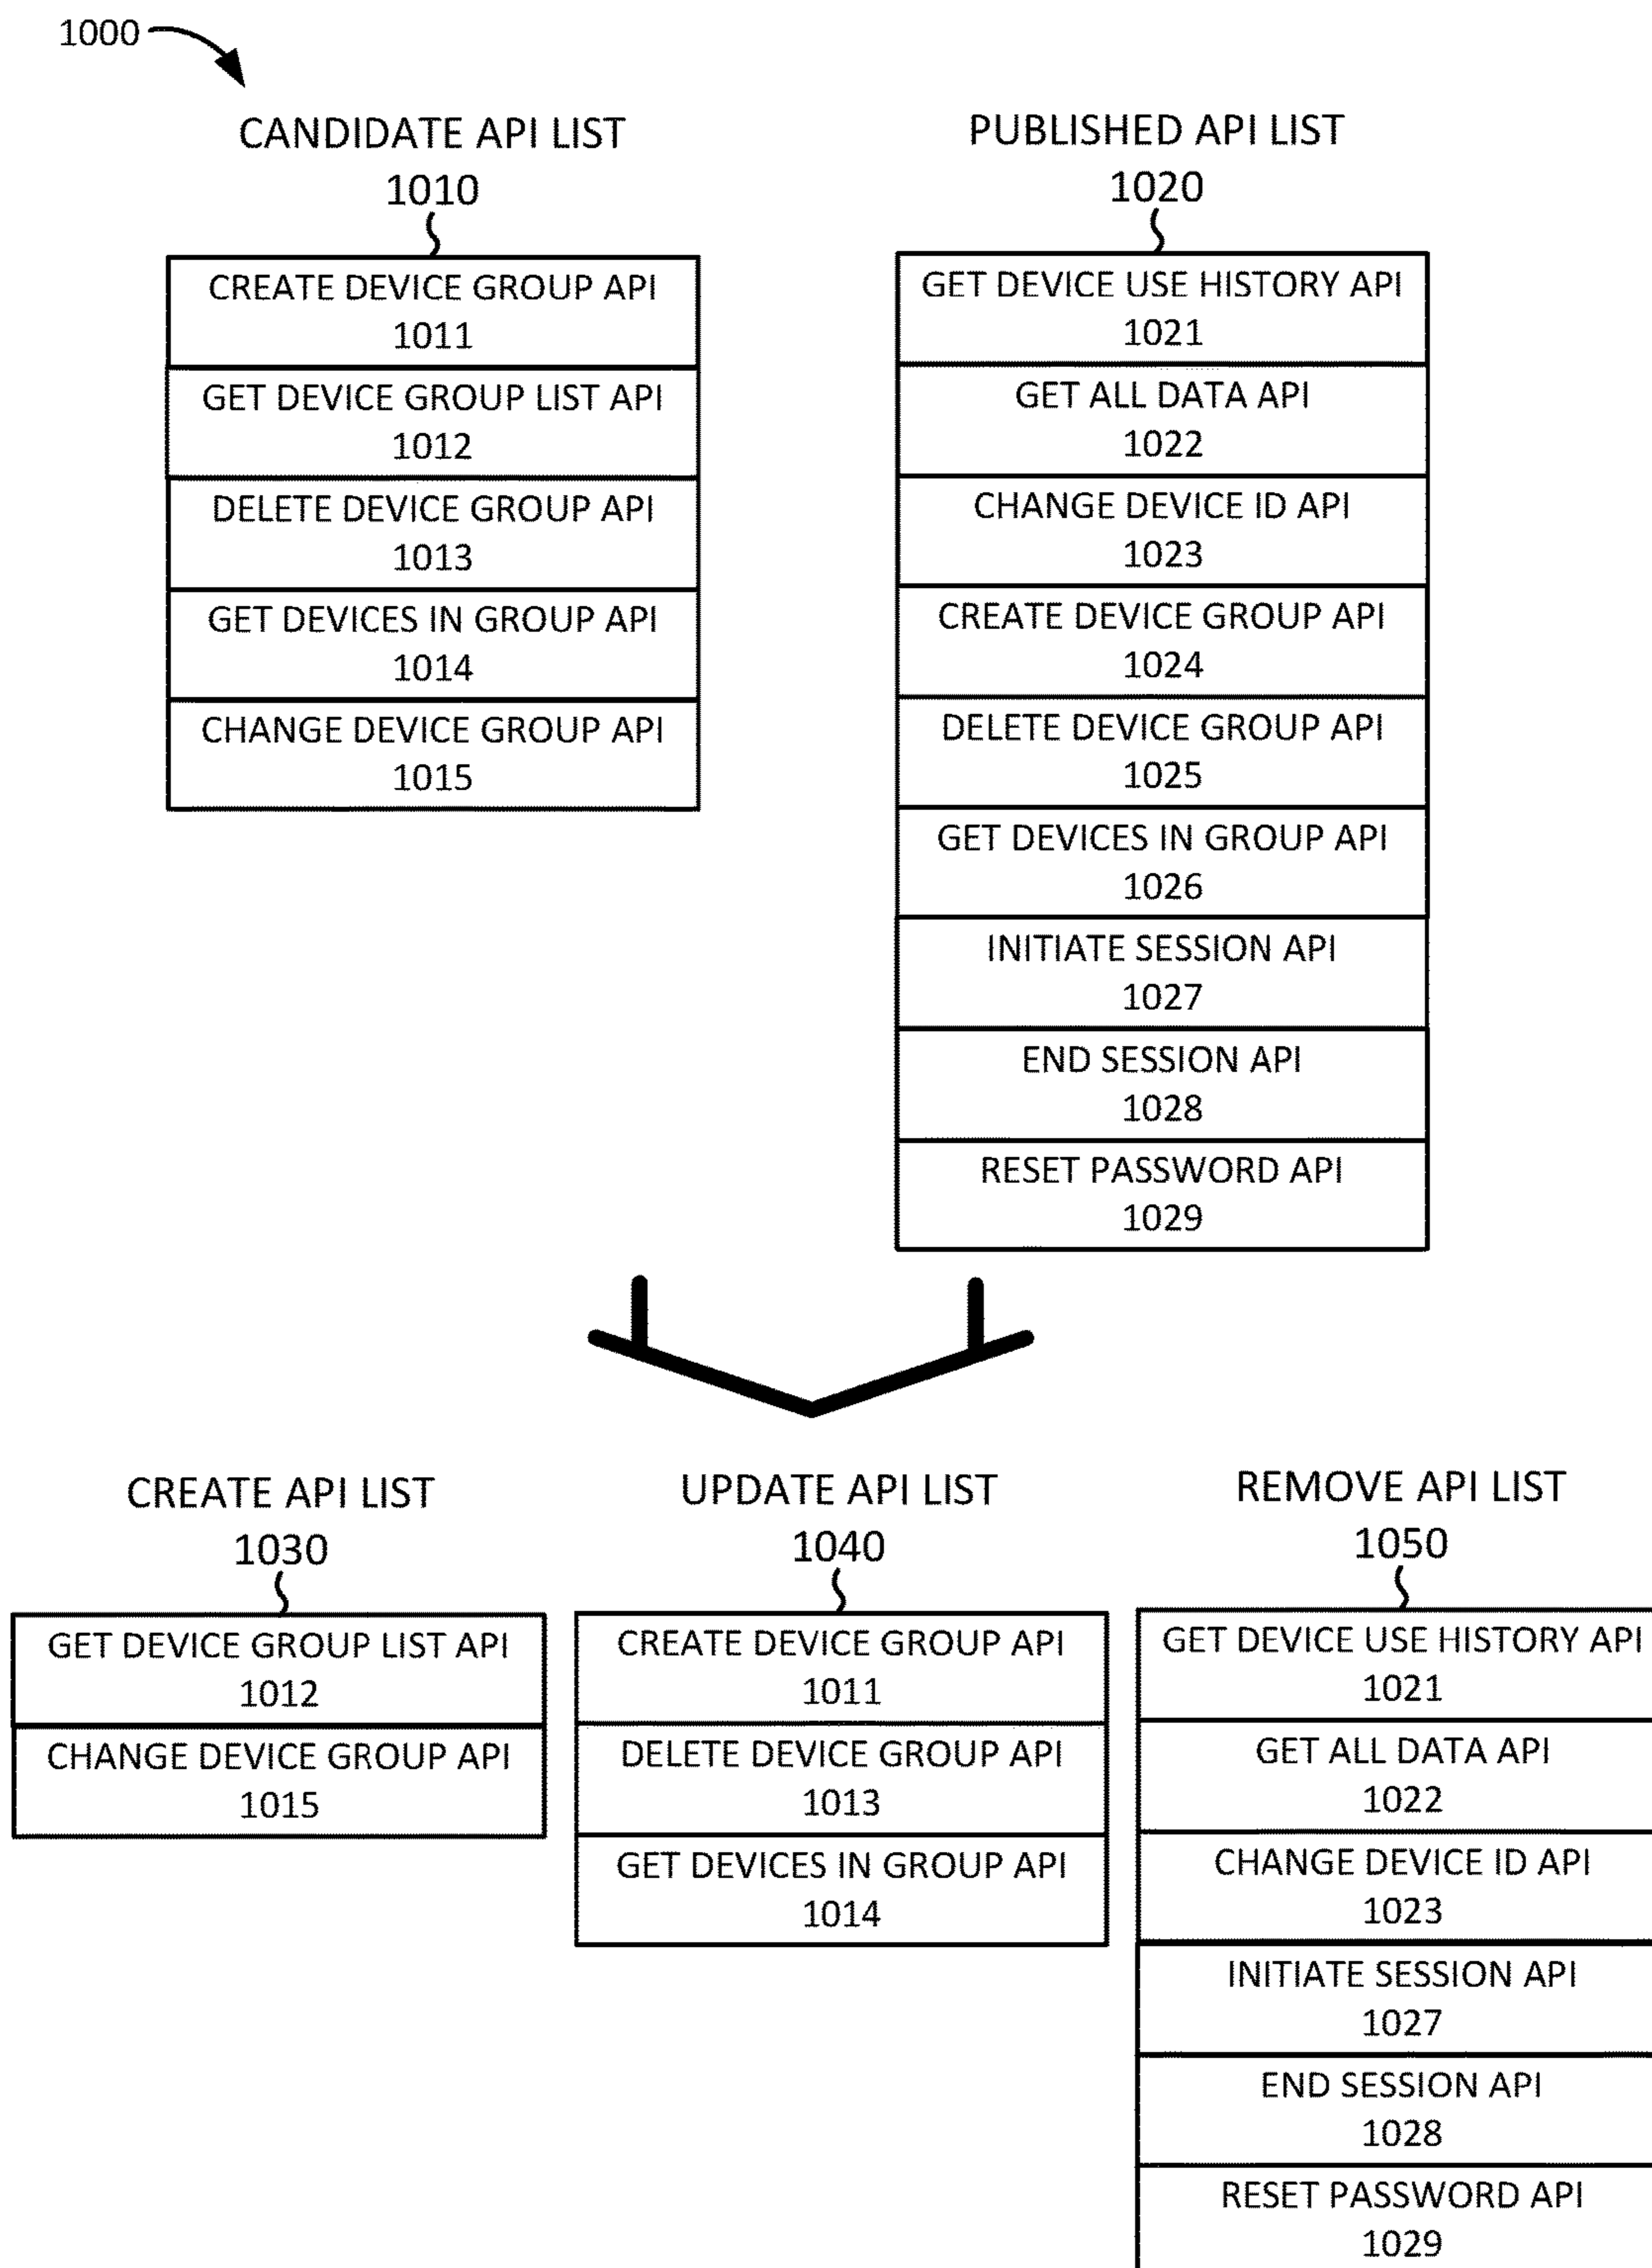 1000
CANDIDATE API LIST
1010
CREATE DEVICE GROUP API
1011
GET DEVICE GROUP LIST API
1012
DELETE DEVICE GROUP API
1013
GET DEVICES IN GROUP API
1014
CHANGE DEVICE GROUP API
1015
PUBLISHED API LIST
1020
GET DEVICE USE HISTORY API
1021
GET ALL DATA API
1022
CHANGE DEVICE ID API
1023
CREATE DEVICE GROUP API
1024
DELETE DEVICE GROUP API
1025
GET DEVICES IN GROUP API
1026
INITIATE SESSION API
1027
END SESSION API
1028
RESET PASSWORD API
1029
CREATE API LIST
1030
GET DEVICE GROUP LIST API
1012
CHANGE DEVICE GROUP API
1015
UPDATE API LIST
1040
CREATE DEVICE GROUP API
1011
DELETE DEVICE GROUP API
1013
GET DEVICES IN GROUP API
1014
REMOVE API LIST
1050
GET DEVICE USE HISTORY API
1021
GET ALL DATA API
1022
CHANGE DEVICE ID API
1023
INITIATE SESSION API
1027
END SESSION API
1028
RESET PASSWORD API
1029